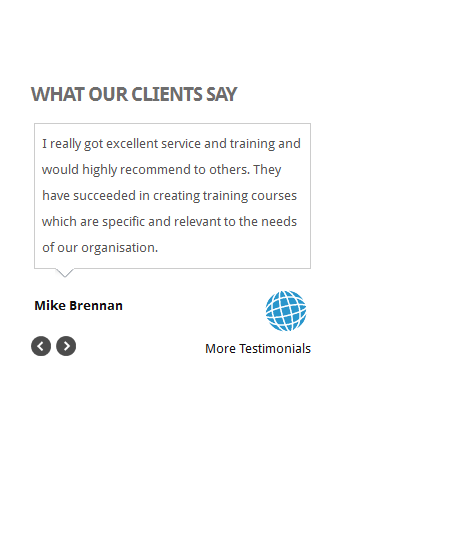 WHAT OUR CLIENTS SAY
I really got excellent service and training and
would highly recommend to others. They
have succeeded in creating training courses
which are specific and relevant to the needs
of our organisation.
Mike Brennan
More Testimonials